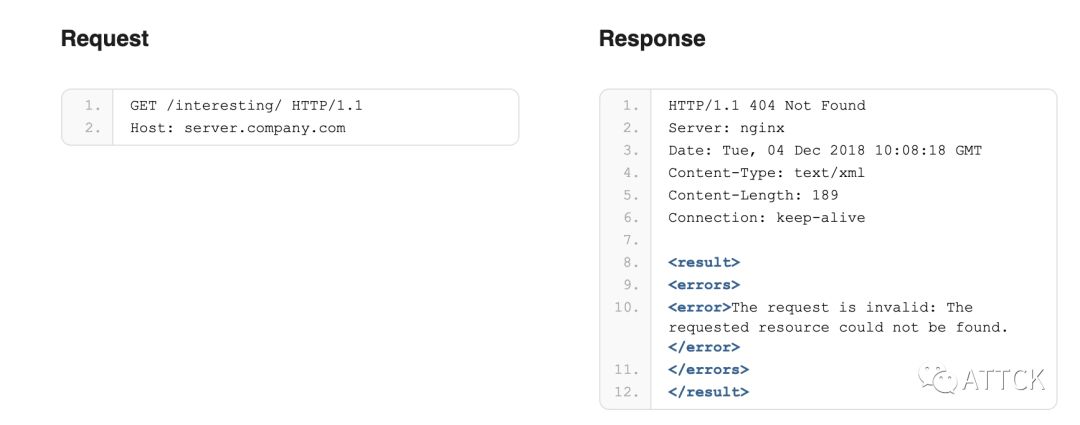 Request
Response
1. GET /interesting/ HTTP/1.1
2. Host: server.company.com
1. HTTP/1.1 404 Not Found
2. Server: nginx
3. Date: Tue, 04 Dec 2018 10:08:18 GMT
4. Content-Type: text/xml
5. Content-Length: 189
6. Connection: keep-alive
7.
8. <result>
9. <errors>
10. <error>The request is invalid: The
requested resource could not be found.
</error>
11. </errors>
12. </result>
ATTCK